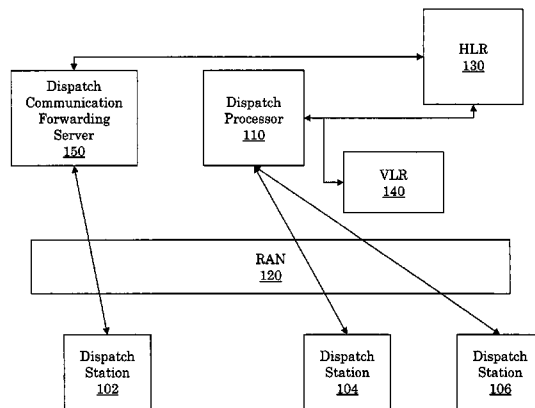 HLR
130
Dispatch
Communication
Forwarding
Server
150
Dispatch
Processor
110
VLR
140
RAN
120
Dispatch
Station
102
Dispatch
Station
104
Dispatch
Station
106